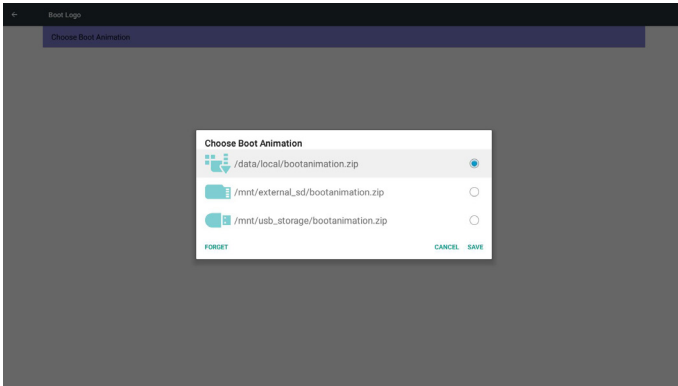 Boot Logo
Choose Boot Animation
Choose Boot Animation
/data/local/bootanimation.zip
/mnt/external_sd/bootanimation.zip
/mnt/usb_storage/bootanimation.zip
FORGET CANCEL SAVE